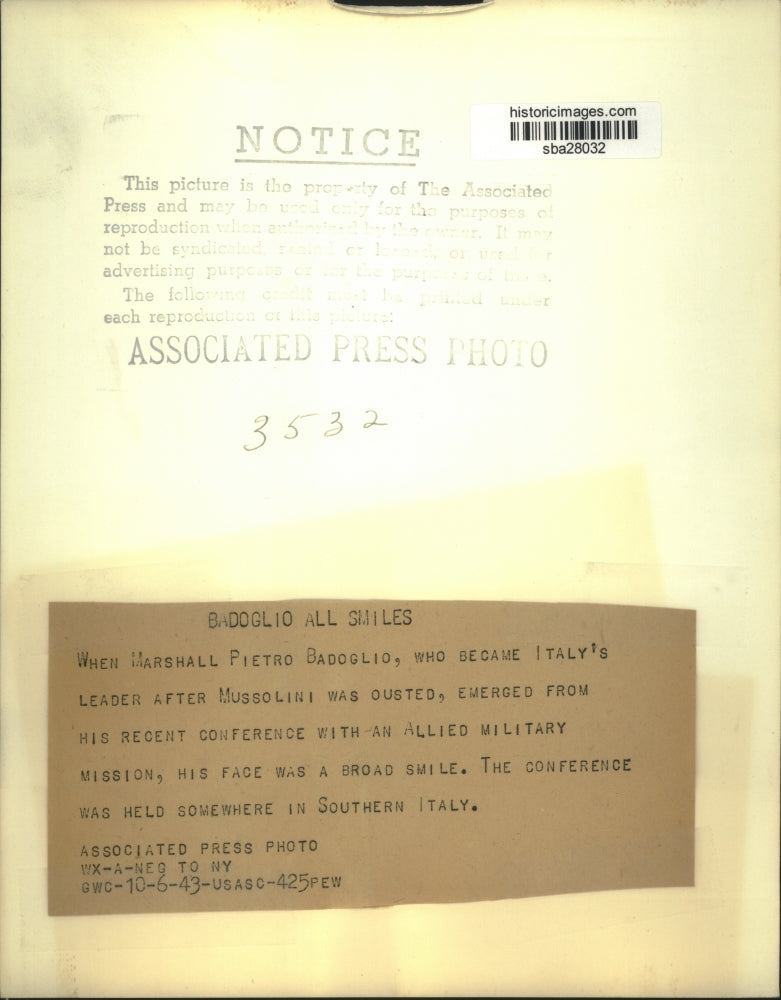 historicimages.com
sba28032
NOTICE
This picture is the property of The Associated
Press and may be used only for the purposes of
reproduction when authorized by the owner. It may
not be syndicated, or loaned, or used for
advertising purposes or for the purposes of
The following credit must be printed under
each reproduction of this picture:
ASSOCIATED PRESS PHOTO
3532
BADOGLIO ALL SMILES
WHEN MARSHALL PIETRO BADOGLIO, WHO BECAME ITALY'S
LEADER AFTER MUSSOLINI WAS OUSTED, EMERGED FROM
HIS RECENT CONFERENCE WITH AN ALLIED MILITARY
MISSION, HIS FACE WAS A BROAD SMILE. THE CONFERENCE
WAS HELD SOMEWHERE IN SOUTHERN ITALY.
ASSOCIATED PRESS PHOTO
WX-A-NEG TO NY
GWC-10-6-43-USASC-425PEW